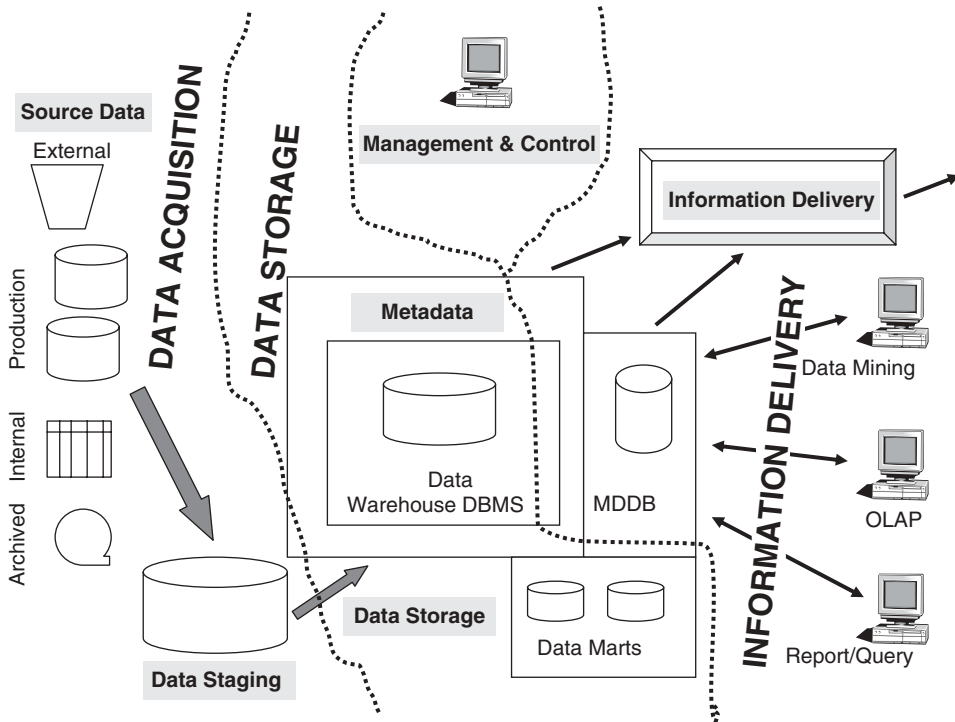 Source Data
External
Production
Internal
Archived
DATA ACQUISITION
Data Staging
DATA STORAGE
Management & Control
Metadata
Data
Warehouse DBMS
MDDB
Data Storage
Data Marts
Information Delivery
INFORMATION DELIVERY
Data Mining
OLAP
Report/Query